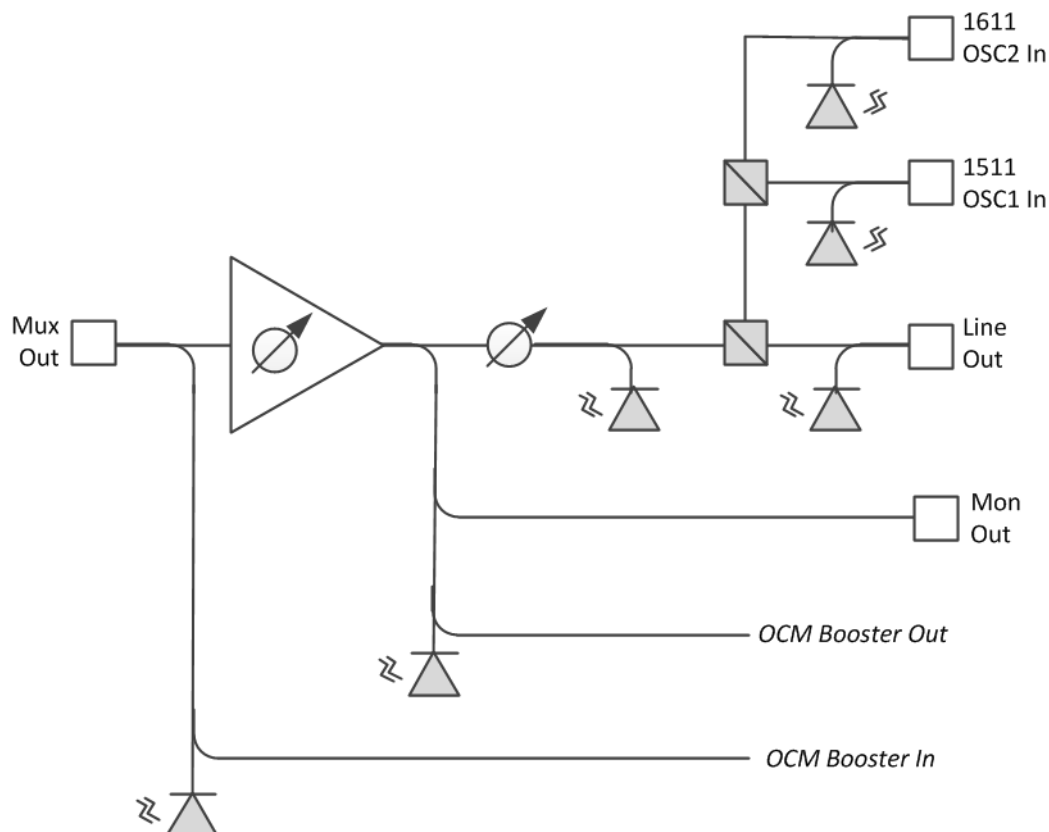 1611
OSC2 In
1511
OSC1 In
Mux
Out
Line
Out
Mon
Out
OCM Booster Out
OCM Booster In